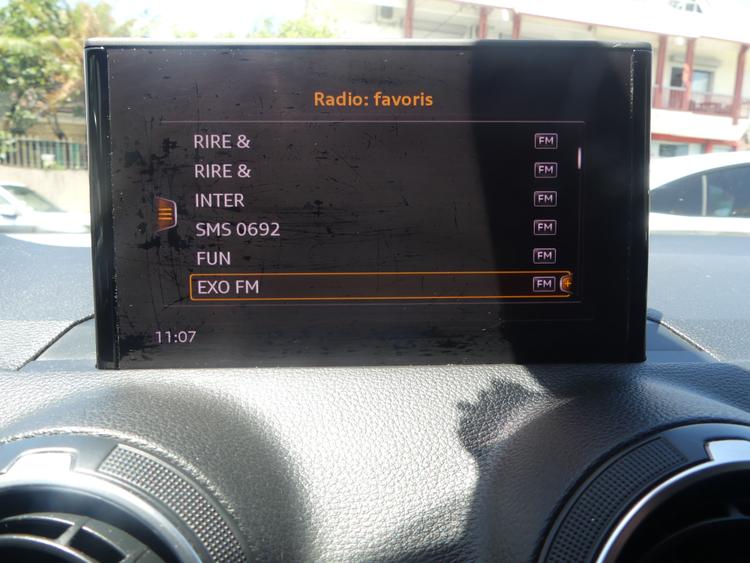 Radio: favoris
RIRE & FM
RIRE & FM
INTER FM
SMS 0692 FM
FUN FM
EXO FM FM
11:07